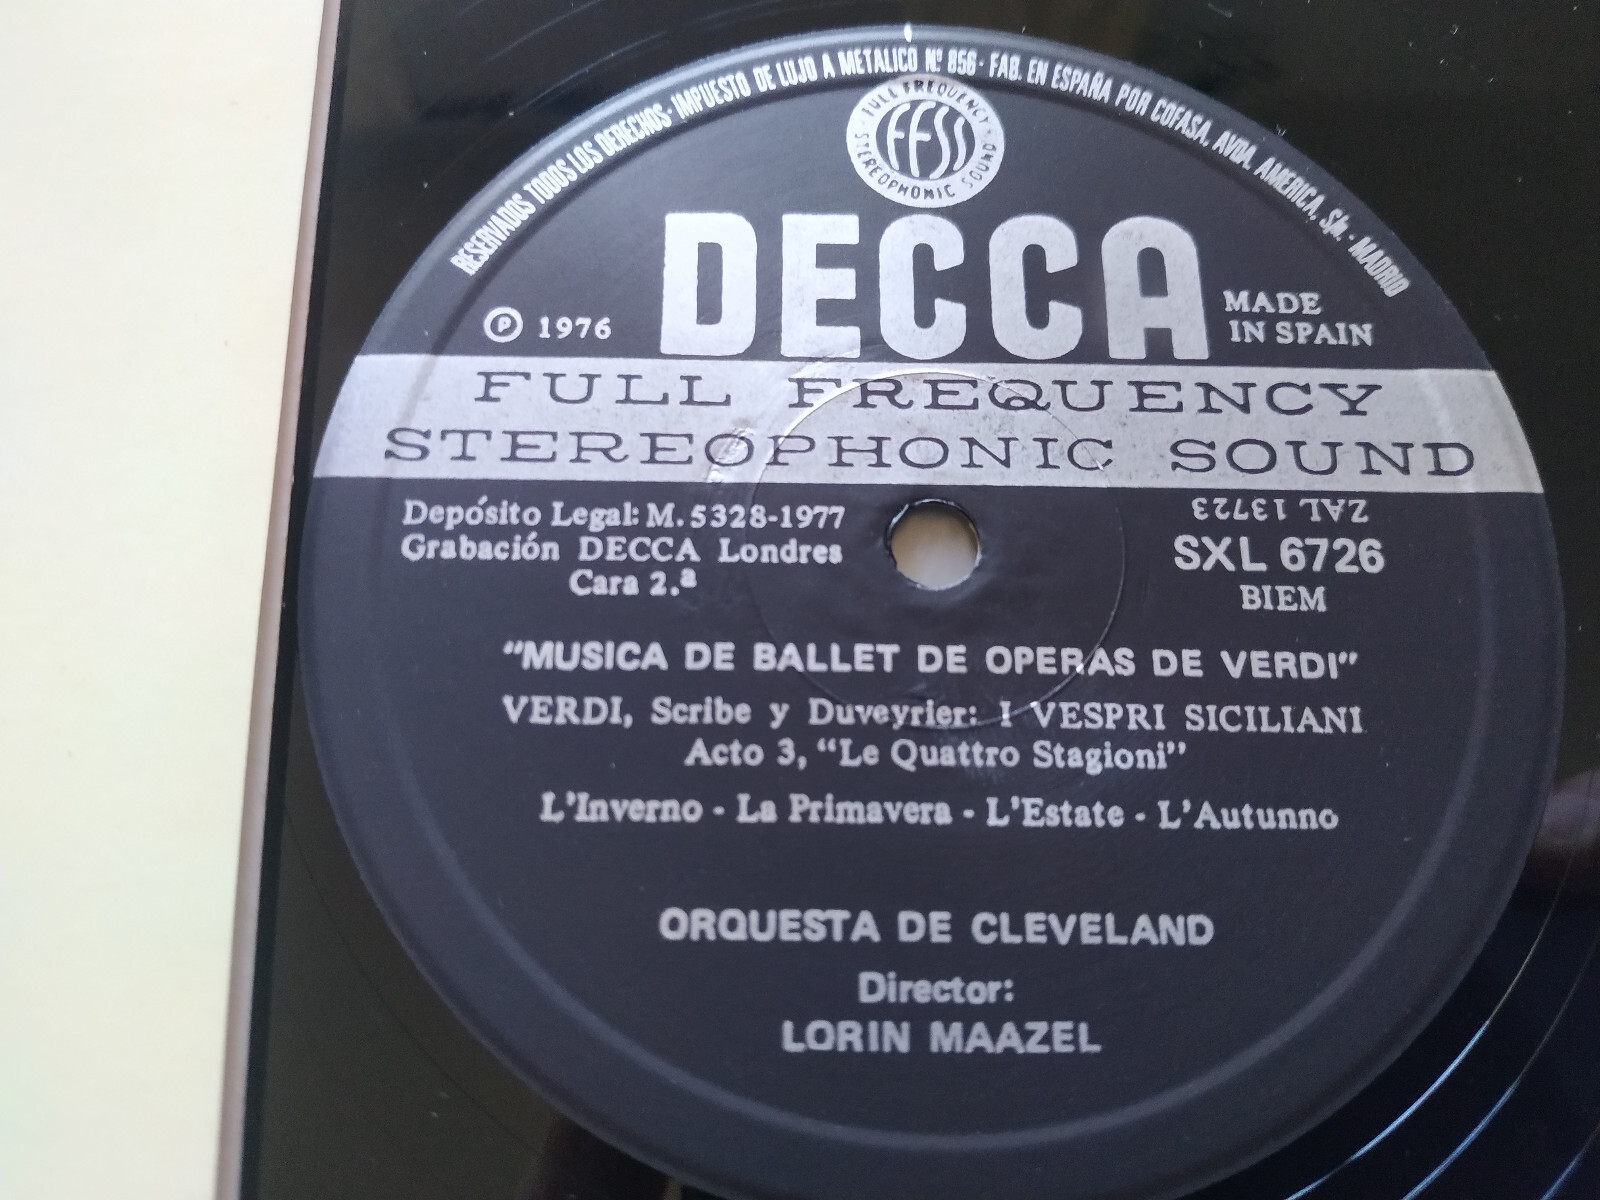 RESERVADOS TODOS LOS DERECHOS · IMPUESTO DE LUJO A METALICO Nº 856 · FAB. EN ESPAÑA POR COFASA, AVDA. AMERICA, S/n. - MADRID
FULL FREQUENCY STEREOPHONIC SOUND
FFSS
DECCA
℗ 1976
MADE
IN SPAIN
FULL FREQUENCY
STEREOPHONIC SOUND
Depósito Legal: M. 5328-1977
Grabación DECCA Londres
Cara 2.ª
ZAL 13723
SXL 6726
BIEM
"MUSICA DE BALLET DE OPERAS DE VERDI"
VERDI, Scribe y Duveyrier: I VESPRI SICILIANI
Acto 3, "Le Quattro Stagioni"
L'Inverno - La Primavera - L'Estate - L'Autunno
ORQUESTA DE CLEVELAND
Director:
LORIN MAAZEL